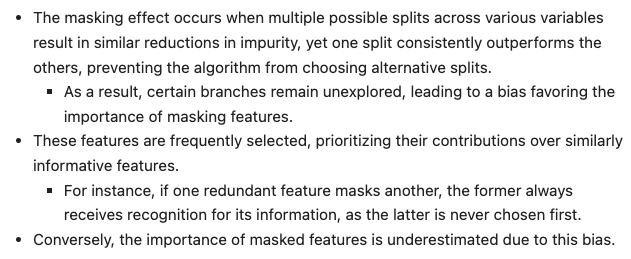 • The masking effect occurs when multiple possible splits across various variables
result in similar reductions in impurity, yet one split consistently outperforms the
others, preventing the algorithm from choosing alternative splits.
▪ As a result, certain branches remain unexplored, leading to a bias favoring the
importance of masking features.
• These features are frequently selected, prioritizing their contributions over similarly
informative features.
▪ For instance, if one redundant feature masks another, the former always
receives recognition for its information, as the latter is never chosen first.
• Conversely, the importance of masked features is underestimated due to this bias.